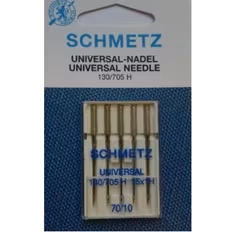 SCHMETZ
UNIVERSAL-NADEL
UNIVERSAL NEEDLE
130/705 H
SCHMETZ
UNIVERSAL
130/705 H 15x1H
70/10